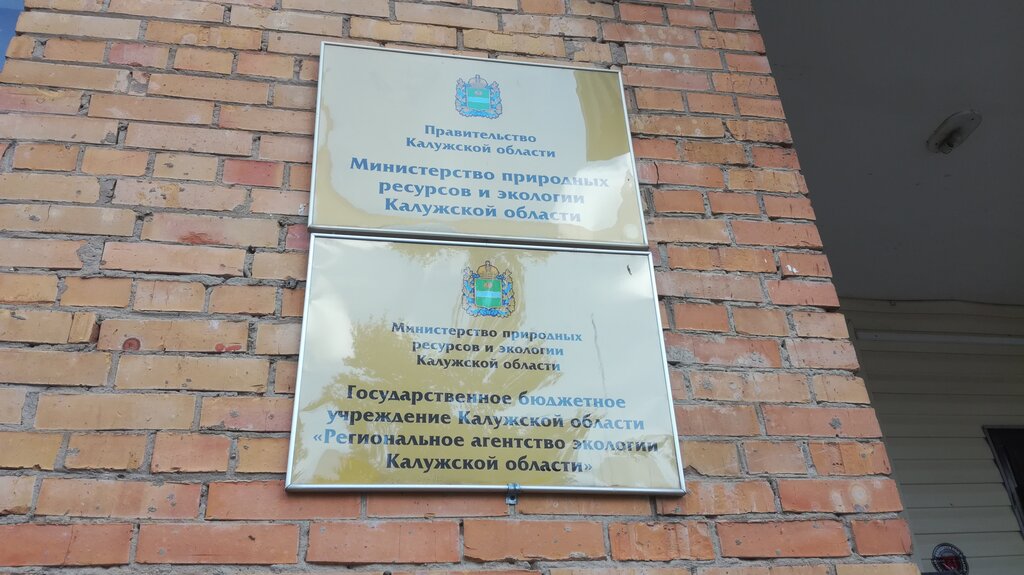 Правительство
Калужской области
Министерство природных
ресурсов и экологии
Калужской области
Министерство природных
ресурсов и экологии
Калужской области
Государственное бюджетное
учреждение Калужской области
«Региональное агентство экологии
Калужской области»